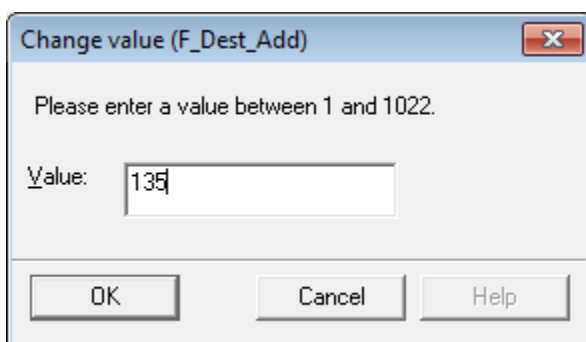 Change value (F_Dest_Add)
Please enter a value between 1 and 1022.
Value: 135
OK Cancel Help